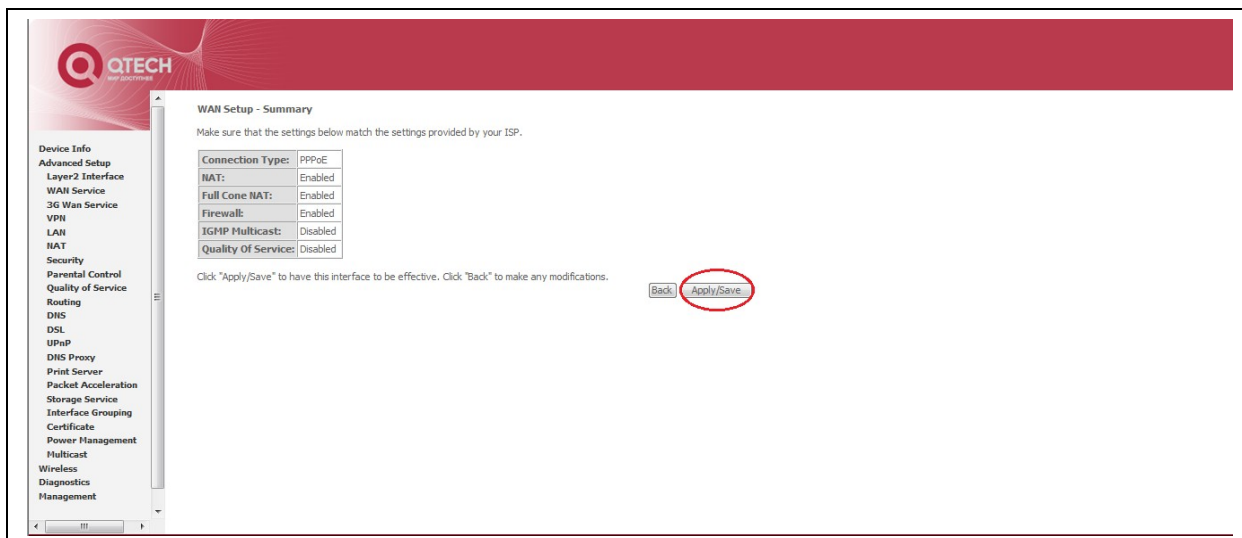 QTECH
МИР ДОСТУПНЕЕ
Device Info
Advanced Setup
Layer2 Interface
WAN Service
3G Wan Service
VPN
LAN
NAT
Security
Parental Control
Quality of Service
Routing
DNS
DSL
UPnP
DNS Proxy
Print Server
Packet Acceleration
Storage Service
Interface Grouping
Certificate
Power Management
Multicast
Wireless
Diagnostics
Management
WAN Setup - Summary
Make sure that the settings below match the settings provided by your ISP.
Connection Type: PPPoE
NAT: Enabled
Full Cone NAT: Enabled
Firewall: Enabled
IGMP Multicast: Disabled
Quality Of Service: Disabled
Click "Apply/Save" to have this interface to be effective. Click "Back" to make any modifications.
Back Apply/Save